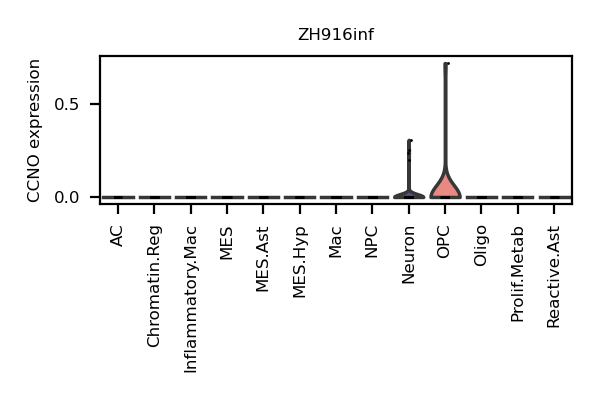 ZH916inf
CCNO expression
0.5
0.0
AC
Chromatin.Reg
Inflammatory.Mac
MES
MES.Ast
MES.Hyp
Mac
NPC
Neuron
OPC
Oligo
Prolif.Metab
Reactive.Ast